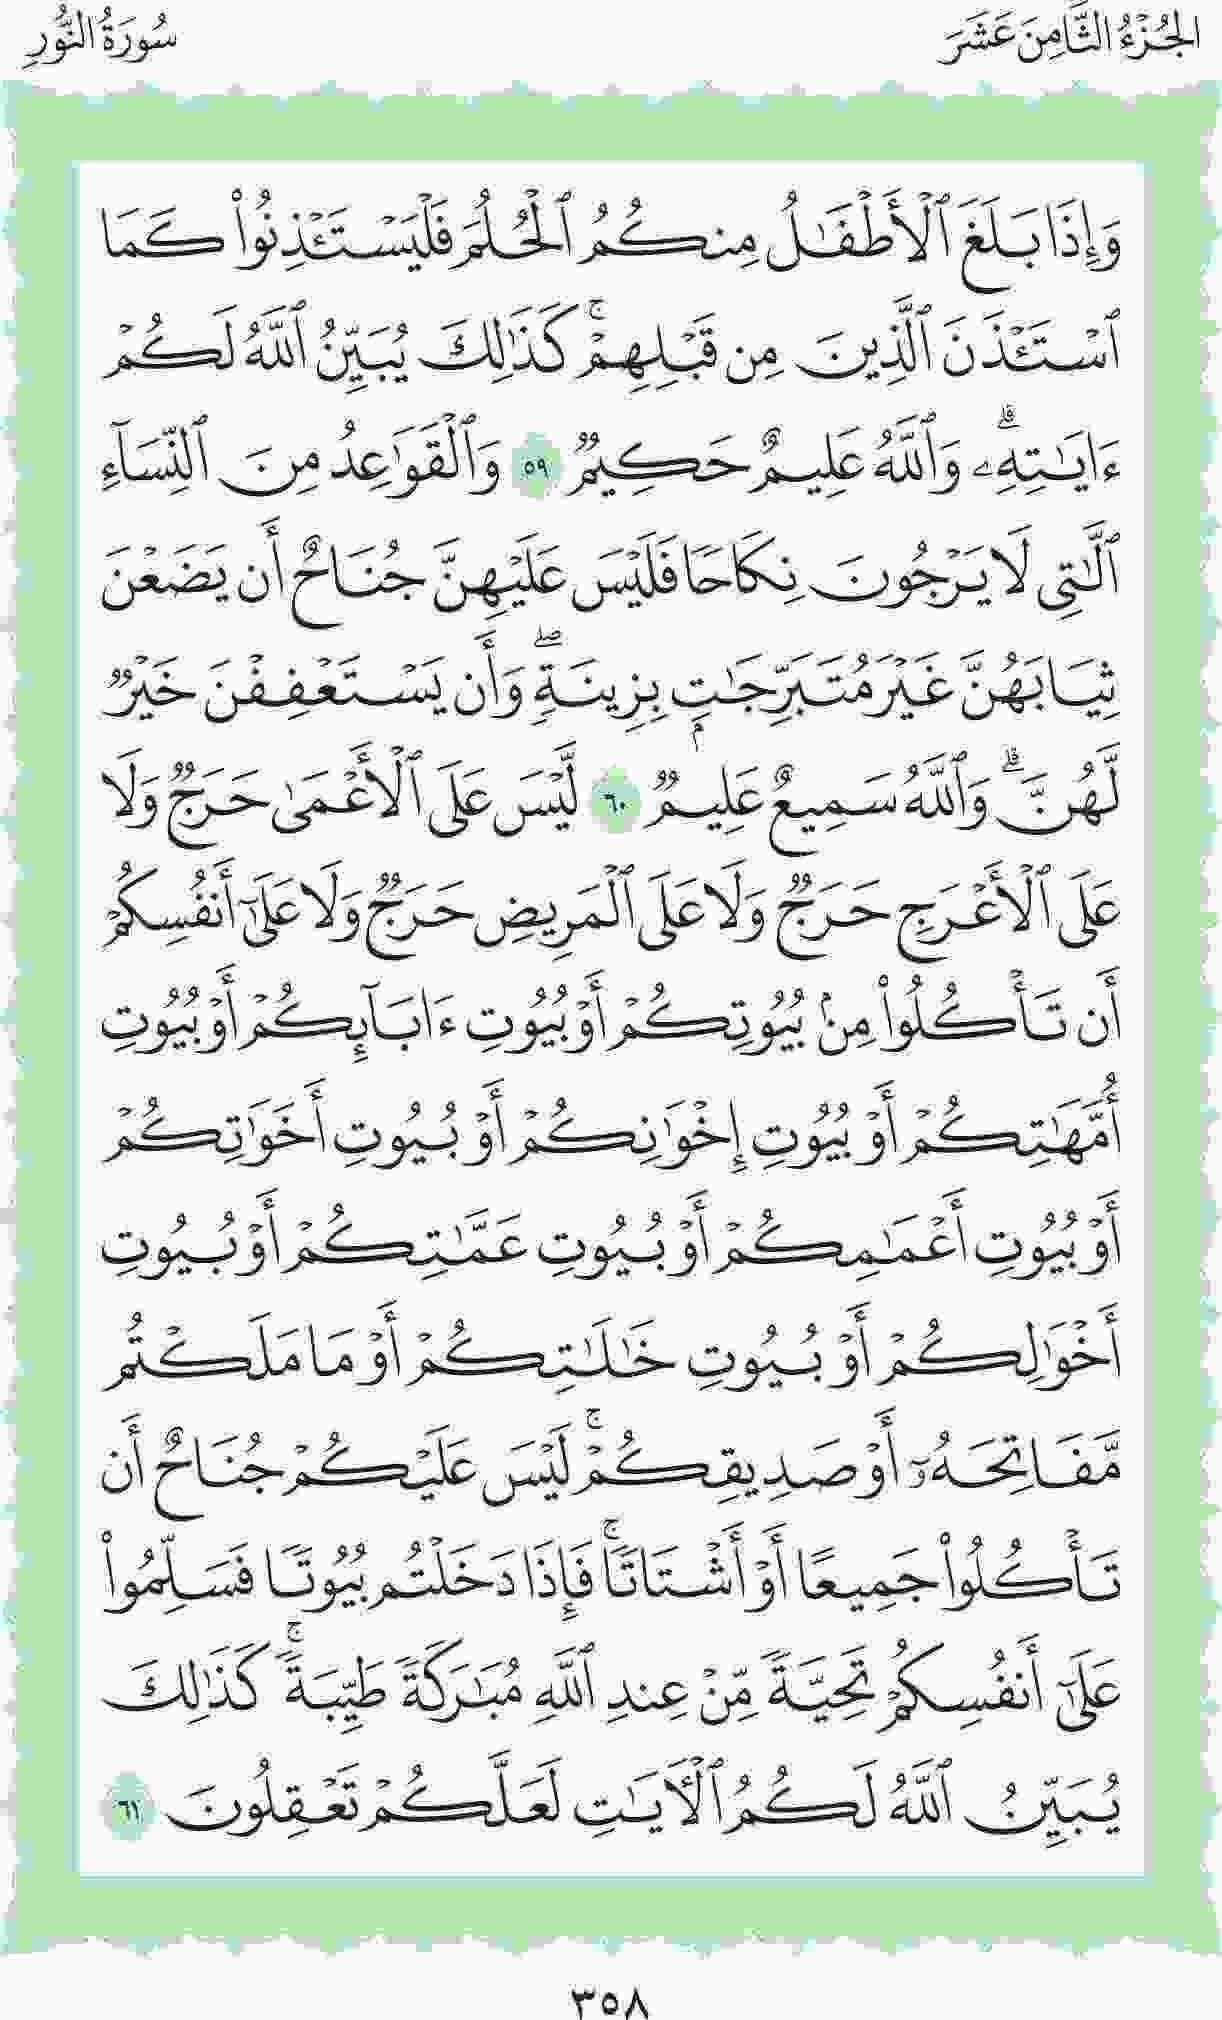 الجُزْءُ الثَّامِنَ عَشَرَ
سُورَةُ النُّورِ
وَإِذَا بَلَغَ ٱلْأَطْفَٰلُ مِنكُمُ ٱلْحُلُمَ فَلْيَسْتَـْٔذِنُوا۟ كَمَا
ٱسْتَـْٔذَنَ ٱلَّذِينَ مِن قَبْلِهِمْ ۚ كَذَٰلِكَ يُبَيِّنُ ٱللَّهُ لَكُمْ
ءَايَٰتِهِۦ ۗ وَٱللَّهُ عَلِيمٌ حَكِيمٌ ٥٩ وَٱلْقَوَٰعِدُ مِنَ ٱلنِّسَآءِ
ٱلَّٰتِى لَا يَرْجُونَ نِكَاحًا فَلَيْسَ عَلَيْهِنَّ جُنَاحٌ أَن يَضَعْنَ
ثِيَابَهُنَّ غَيْرَ مُتَبَرِّجَٰتٍۭ بِزِينَةٍ ۖ وَأَن يَسْتَعْفِفْنَ خَيْرٌ
لَّهُنَّ ۗ وَٱللَّهُ سَمِيعٌ عَلِيمٌ ٦٠ لَّيْسَ عَلَى ٱلْأَعْمَىٰ حَرَجٌ وَلَا
عَلَى ٱلْأَعْرَجِ حَرَجٌ وَلَا عَلَى ٱلْمَرِيضِ حَرَجٌ وَلَا عَلَىٰٓ أَنفُسِكُمْ
أَن تَأْكُلُوا۟ مِنۢ بُيُوتِكُمْ أَوْ بُيُوتِ ءَابَآئِكُمْ أَوْ بُيُوتِ
أُمَّهَٰتِكُمْ أَوْ بُيُوتِ إِخْوَٰنِكُمْ أَوْ بُيُوتِ أَخَوَٰتِكُمْ
أَوْ بُيُوتِ أَعْمَٰمِكُمْ أَوْ بُيُوتِ عَمَّٰتِكُمْ أَوْ بُيُوتِ
أَخْوَٰلِكُمْ أَوْ بُيُوتِ خَٰلَٰتِكُمْ أَوْ مَا مَلَكْتُم
مَّفَاتِحَهُۥٓ أَوْ صَدِيقِكُمْ ۚ لَيْسَ عَلَيْكُمْ جُنَاحٌ أَن
تَأْكُلُوا۟ جَمِيعًا أَوْ أَشْتَاتًا ۚ فَإِذَا دَخَلْتُم بُيُوتًا فَسَلِّمُوا۟
عَلَىٰٓ أَنفُسِكُمْ تَحِيَّةً مِّنْ عِندِ ٱللَّهِ مُبَٰرَكَةً طَيِّبَةً ۚ كَذَٰلِكَ
يُبَيِّنُ ٱللَّهُ لَكُمُ ٱلْـَٔايَٰتِ لَعَلَّكُمْ تَعْقِلُونَ ٦١
٣٥٨